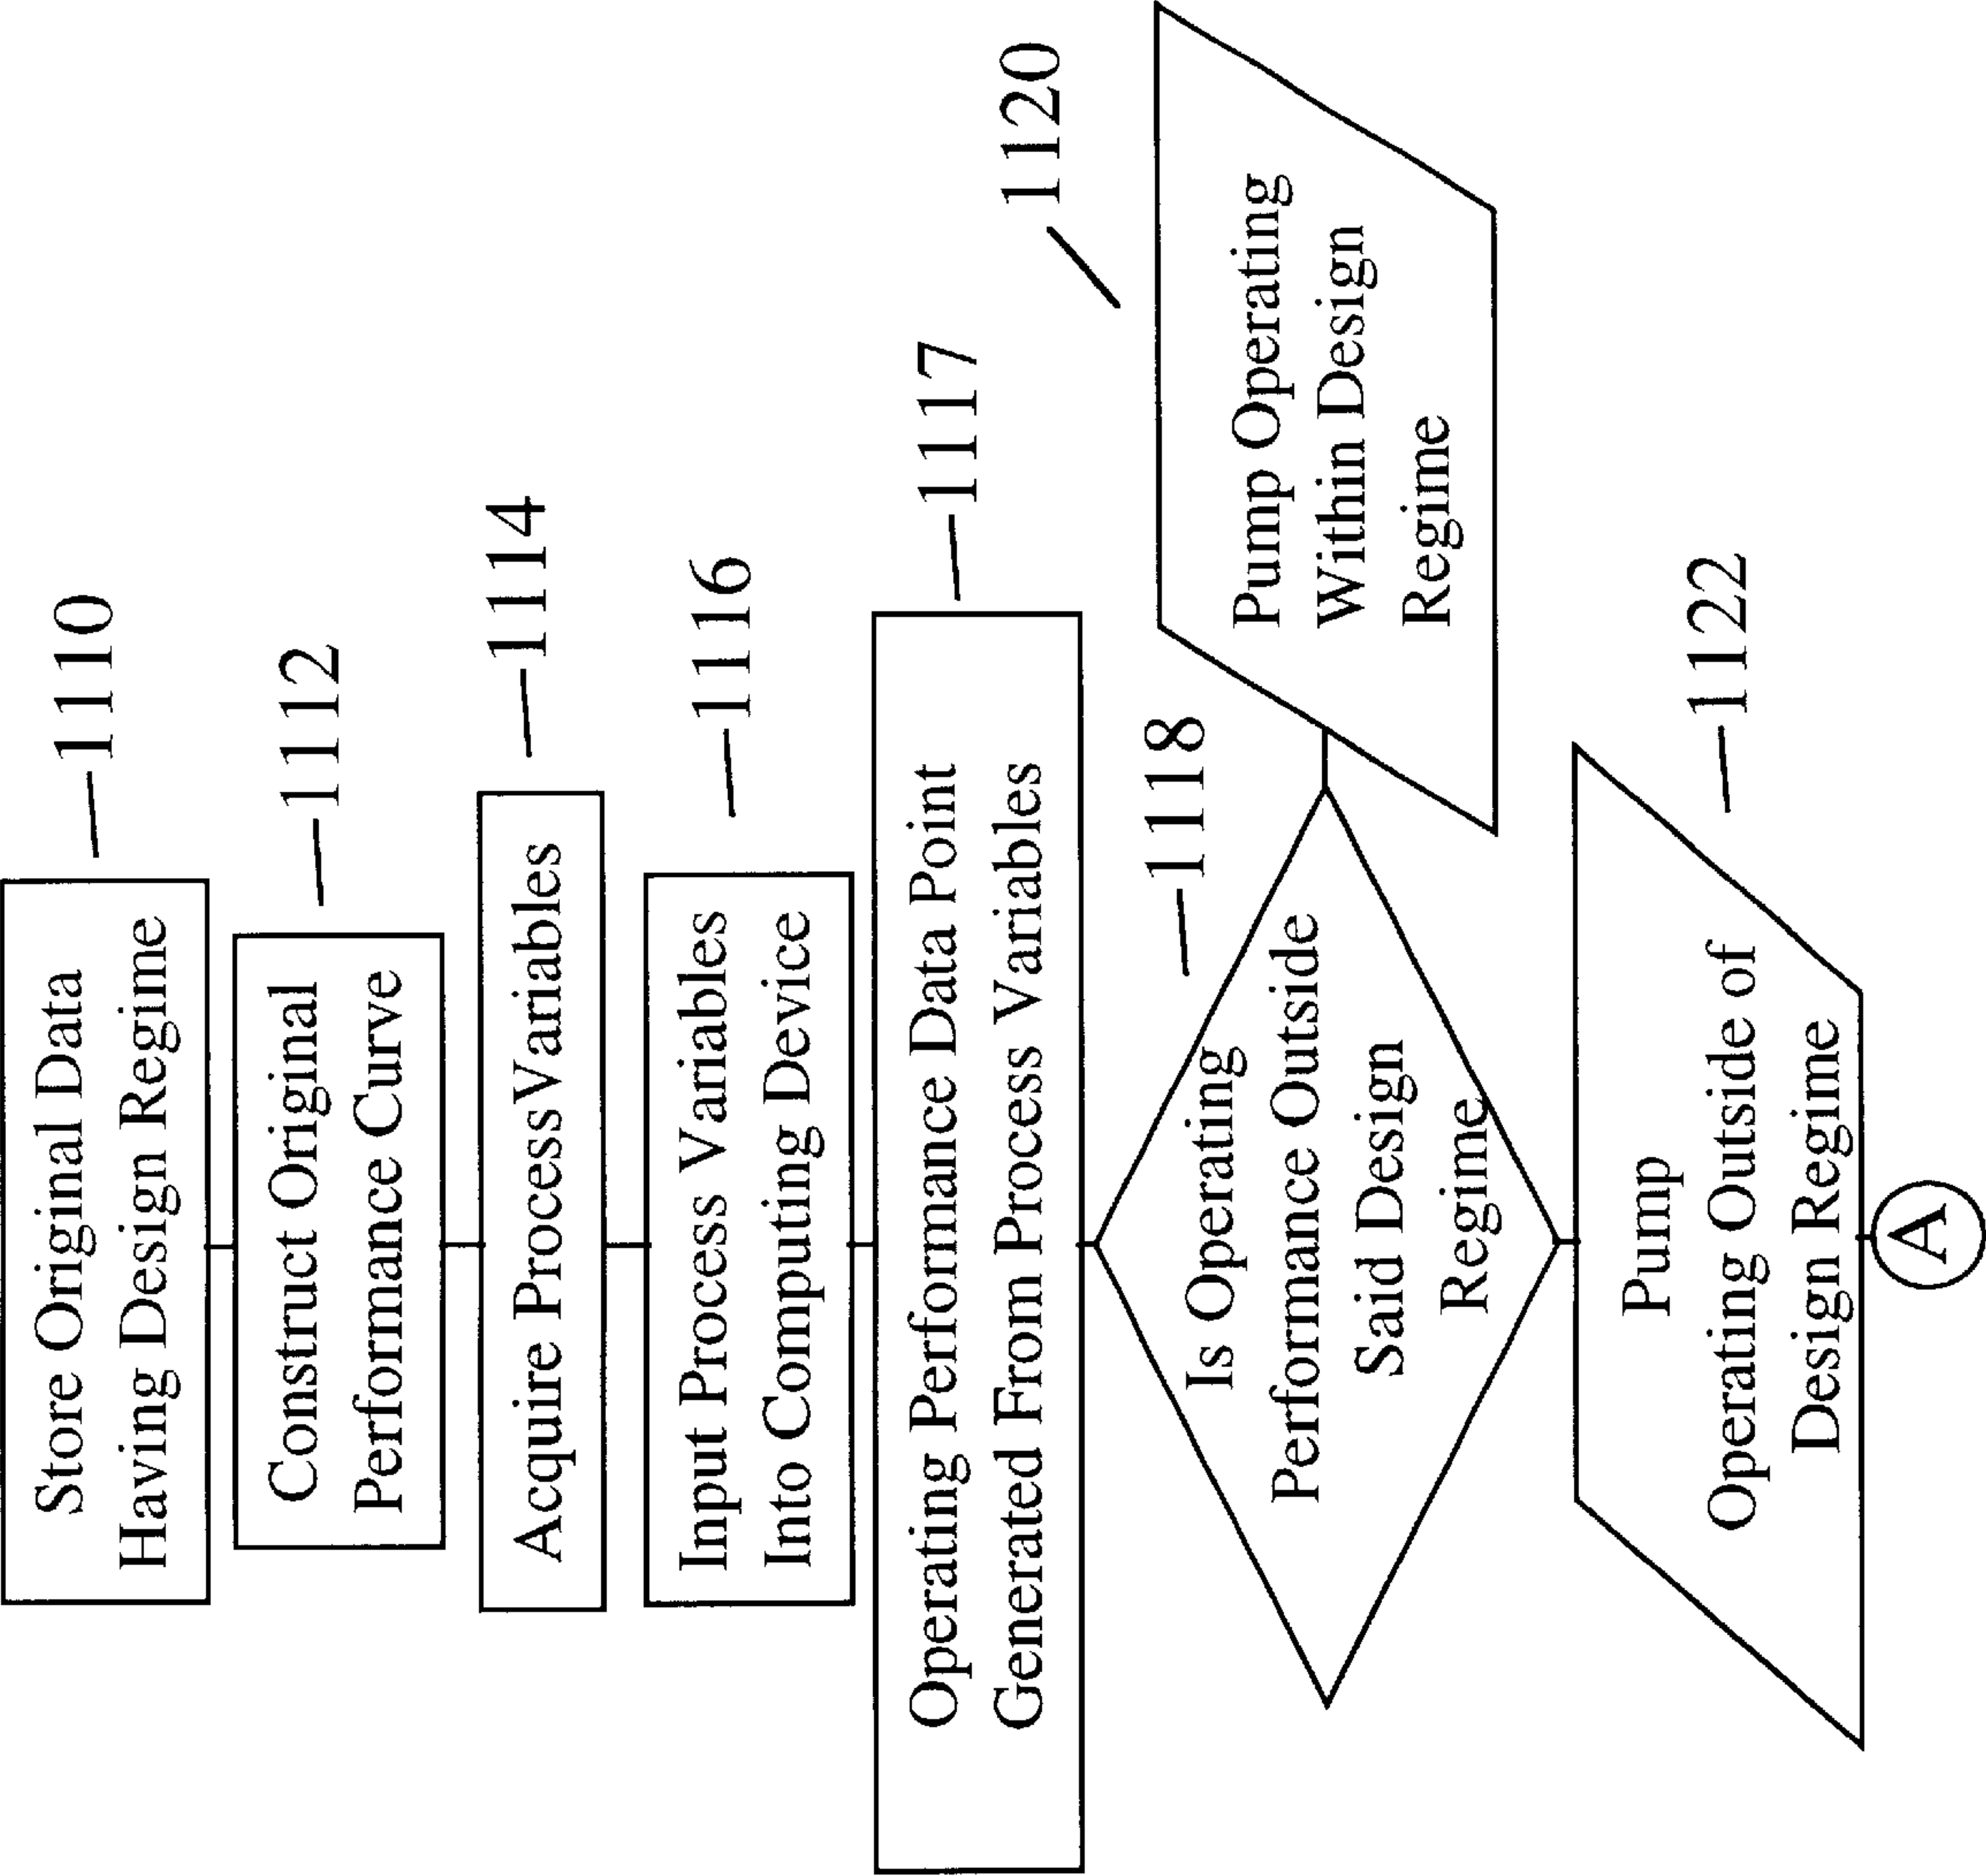 Store Original Data
Having Design Regime
1110
Construct Original
Performance Curve
1112
Acquire Process Variables
1114
Input Process Variables
Into Computing Device
1116
Operating Performance Data Point
Generated From Process Variables
1117
Is Operating
Performance Outside
Said Design
Regime
1118
Pump Operating
Within Design
Regime
1120
Pump
Operating Outside of
Design Regime
1122
A